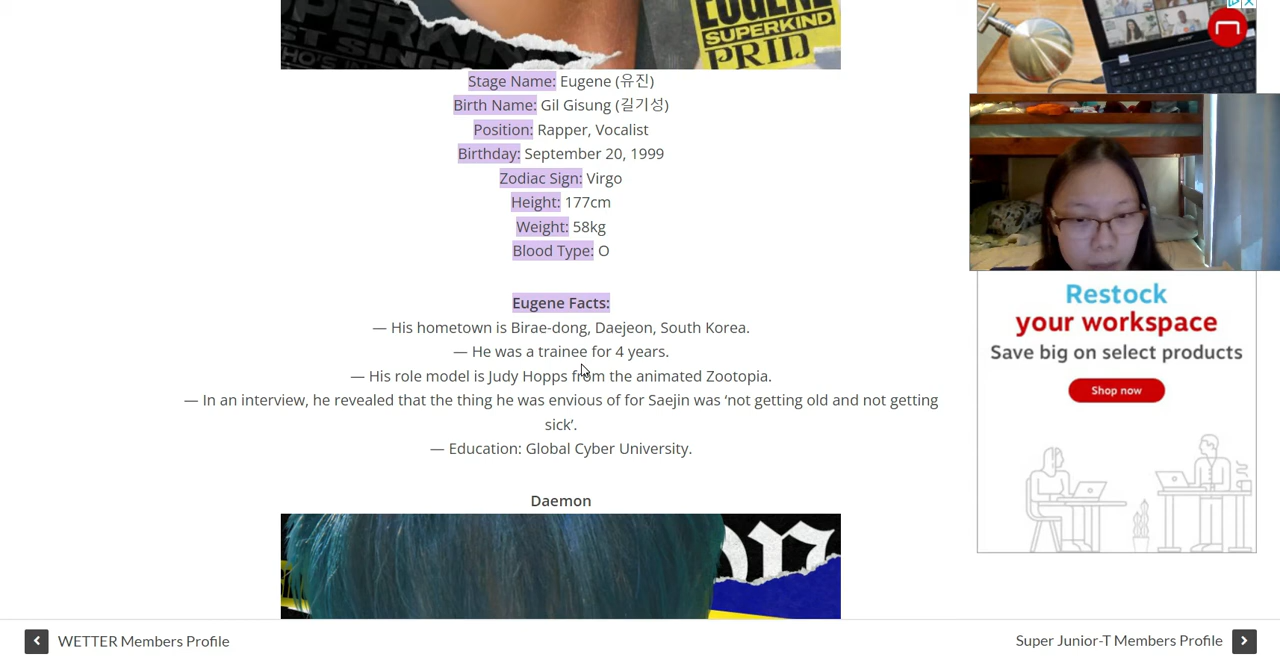 EUGENE
SUPERKIND
PRID
Stage Name: Eugene (유진)
Birth Name: Gil Gisung (길기성)
Position: Rapper, Vocalist
Birthday: September 20, 1999
Zodiac Sign: Virgo
Height: 177cm
Weight: 58kg
Blood Type: O
Eugene Facts:
— His hometown is Birae-dong, Daejeon, South Korea.
— He was a trainee for 4 years.
— His role model is Judy Hopps from the animated Zootopia.
— In an interview, he revealed that the thing he was envious of for Saejin was ‘not getting old and not getting
sick’.
— Education: Global Cyber University.
Daemon
acer
Restock
your workspace
Save big on select products
Shop now
WETTER Members Profile
Super Junior-T Members Profile